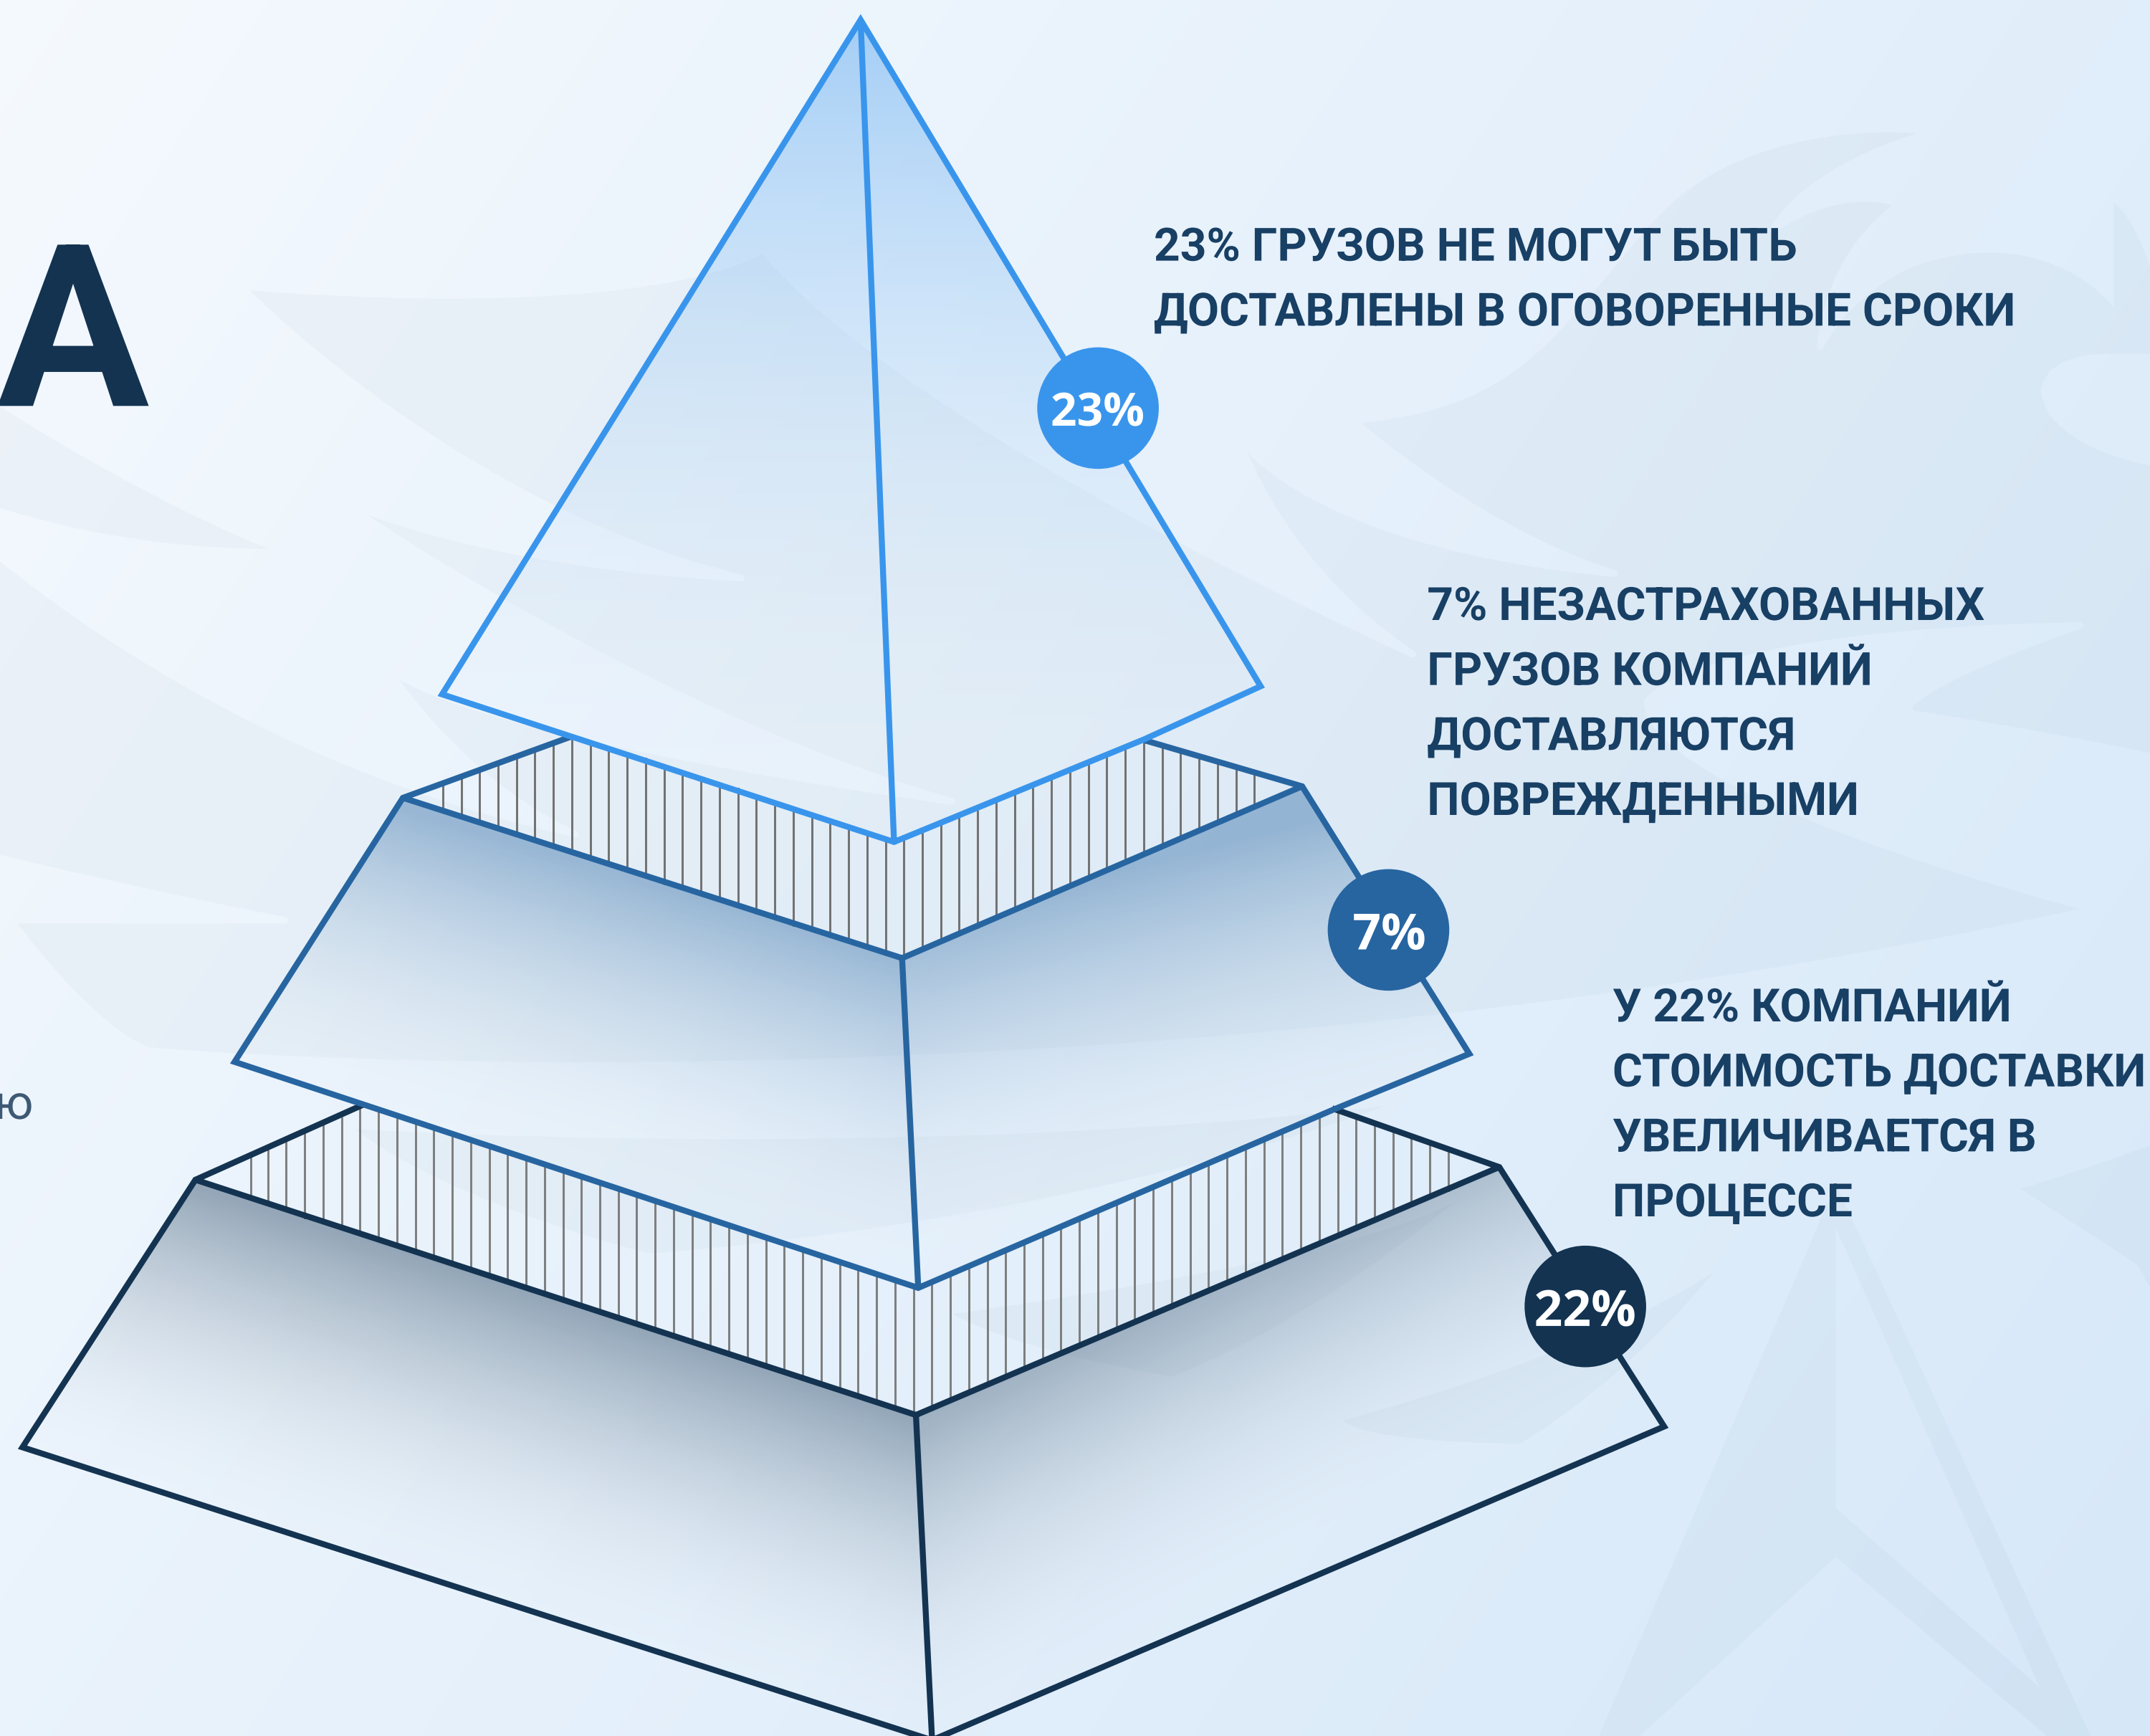 А
23% ГРУЗОВ НЕ МОГУТ БЫТЬ
ДОСТАВЛЕНЫ В ОГОВОРЕННЫЕ СРОКИ
23%
7% НЕЗАСТРАХОВАННЫХ
ГРУЗОВ КОМПАНИЙ
ДОСТАВЛЯЮТСЯ
ПОВРЕЖДЕННЫМИ
7%
У 22% КОМПАНИЙ
СТОИМОСТЬ ДОСТАВКИ
УВЕЛИЧИВАЕТСЯ В
ПРОЦЕССЕ
ю
22%